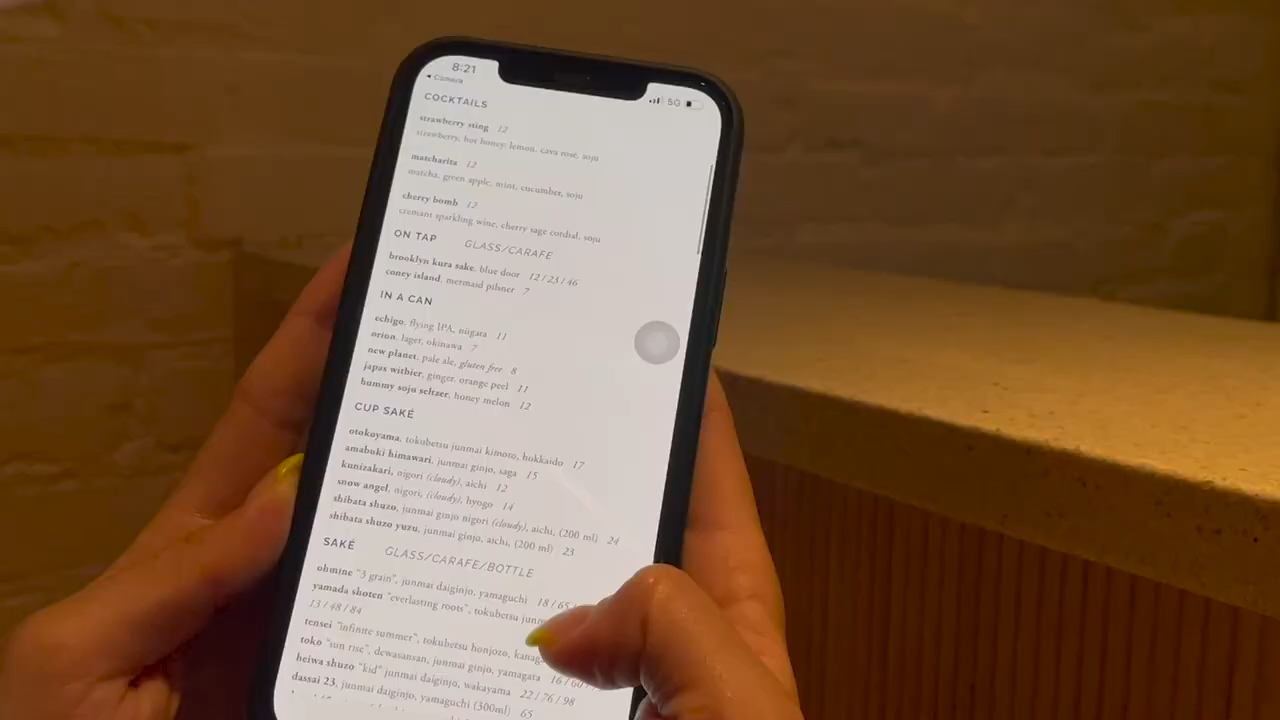 8:21
Camera
5G
COCKTAILS
strawberry sting 12
strawberry, hot honey, lemon, cava rose, soju
matcharita 12
matcha, green apple, mint, cucumber, soju
cherry bomb 12
cremant sparkling wine, cherry sage cordial, soju
ON TAP GLASS/CARAFE
brooklyn kura sake, blue door 12 / 23 / 46
coney island, mermaid pilsner 7
IN A CAN
echigo, flying IPA, niigata 11
orion, lager, okinawa 7
new planet, pale ale, gluten free 8
japas witbier, ginger, orange peel 11
hummy soju seltzer, honey melon 12
CUP SAKÉ
otokoyama, tokubetsu junmai kimoto, hokkaido 17
amabuki himawari, junmai ginjo, saga 15
kunizakari, nigori (cloudy), aichi 12
snow angel, nigori, (cloudy), hyogo 14
shibata shuzo, junmai ginjo nigori (cloudy), aichi, (200 ml) 24
shibata shuzo yuzu, junmai ginjo, aichi, (200 ml) 23
SAKÉ GLASS/CARAFE/BOTTLE
ohmine "3 grain", junmai daiginjo, yamaguchi 18 / 65 /
yamada shoten "everlasting roots", tokubetsu
13 / 48 / 84
tensei "infinite summer", tokubetsu honjozo,
toko "sun rise", dewasansan, junmai ginjo, yamagata 16 / 60 /
heiwa shuzo "kid" junmai daiginjo, wakayama 22 / 76 / 98
dassai 23, junmai daiginjo, yamaguchi (300ml) 65